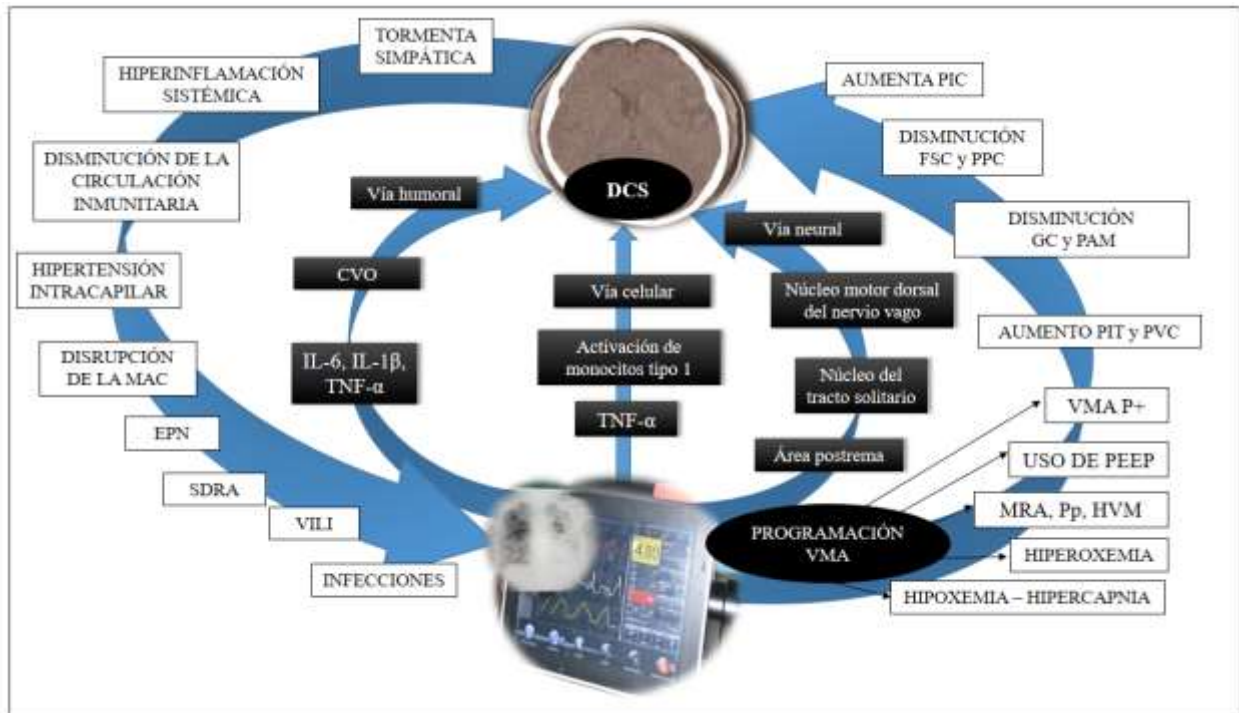 TORMENTA
SIMPÁTICA
HIPERINFLAMACIÓN
SISTÉMICA
DISMINUCIÓN DE LA
CIRCULACIÓN
INMUNITARIA
HIPERTENSIÓN
INTRACAPILAR
DISRUPCIÓN
DE LA MAC
EPN
SDRA
VILI
INFECCIONES
Vía humoral
CVO
IL-6, IL-1β,
TNF-α
DCS
Vía celular
Activación de
monocitos tipo 1
TNF-α
Vía neural
Núcleo motor dorsal
del nervio vago
Núcleo del
tracto solitario
Área postrema
AUMENTA PIC
DISMINUCIÓN
FSC y PPC
DISMINUCIÓN
GC y PAM
AUMENTO PIT y PVC
VMA P+
USO DE PEEP
MRA, Pp, HVM
HIPEROXEMIA
HIPOXEMIA – HIPERCAPNIA
PROGRAMACIÓN
VMA